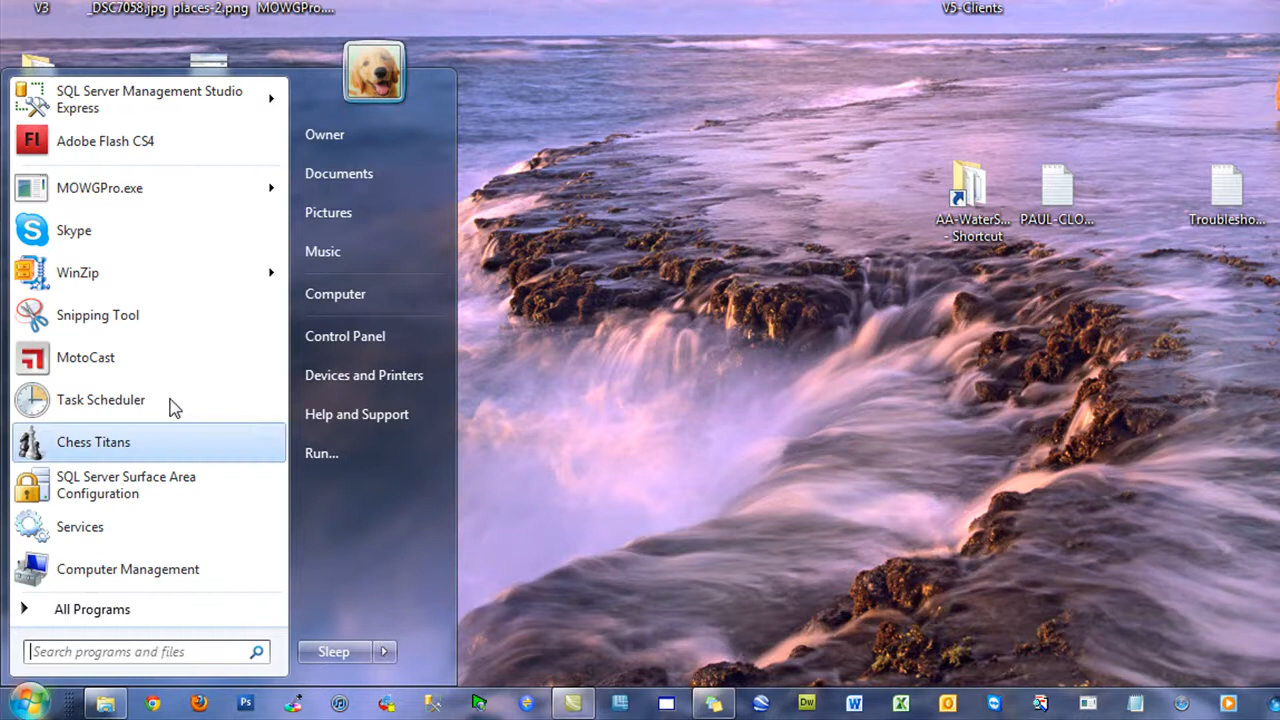 V3
_DSC7058.jpg
places-2.png
MOWGPro....
V5-Clients
SQL Server Management Studio
Express
Adobe Flash CS4
MOWGPro.exe
Skype
WinZip
Snipping Tool
MotoCast
Task Scheduler
Chess Titans
SQL Server Surface Area
Configuration
Services
Computer Management
All Programs
Search programs and files
Owner
Documents
Pictures
Music
Computer
Control Panel
Devices and Printers
Help and Support
Run...
Sleep
AA-WaterS...
- Shortcut
PAUL-CLO...
Troublesho...
Fl
Ps
Dw